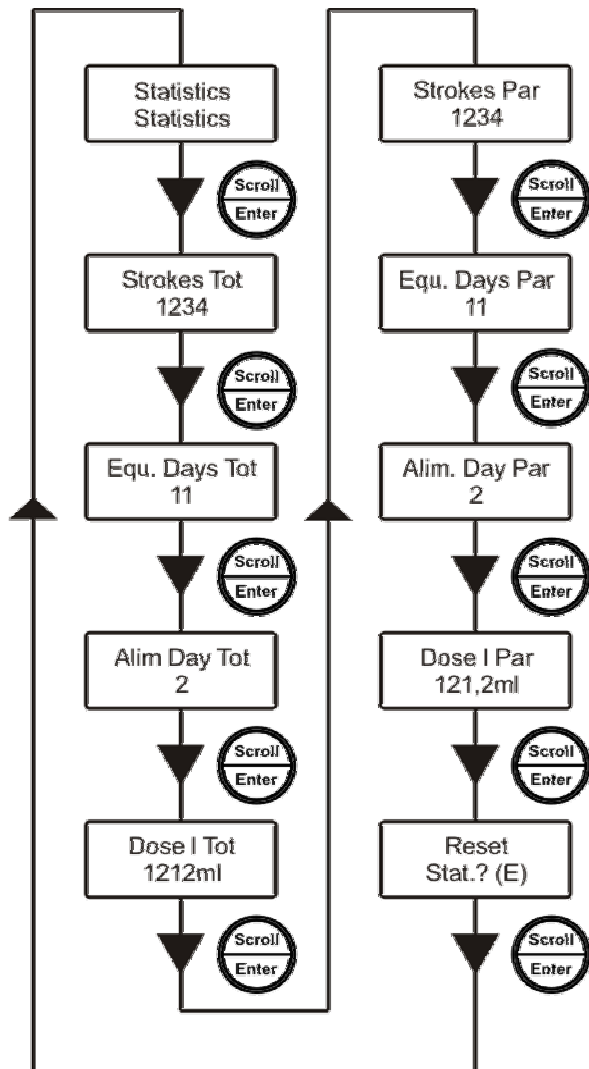 Statistics
Statistics
Scroll
Enter
Strokes Tot
1234
Scroll
Enter
Equ. Days Tot
11
Scroll
Enter
Alim Day Tot
2
Scroll
Enter
Dose l Tot
1212ml
Scroll
Enter
Strokes Par
1234
Scroll
Enter
Equ. Days Par
11
Scroll
Enter
Alim. Day Par
2
Scroll
Enter
Dose l Par
121,2ml
Scroll
Enter
Reset
Stat.? (E)
Scroll
Enter